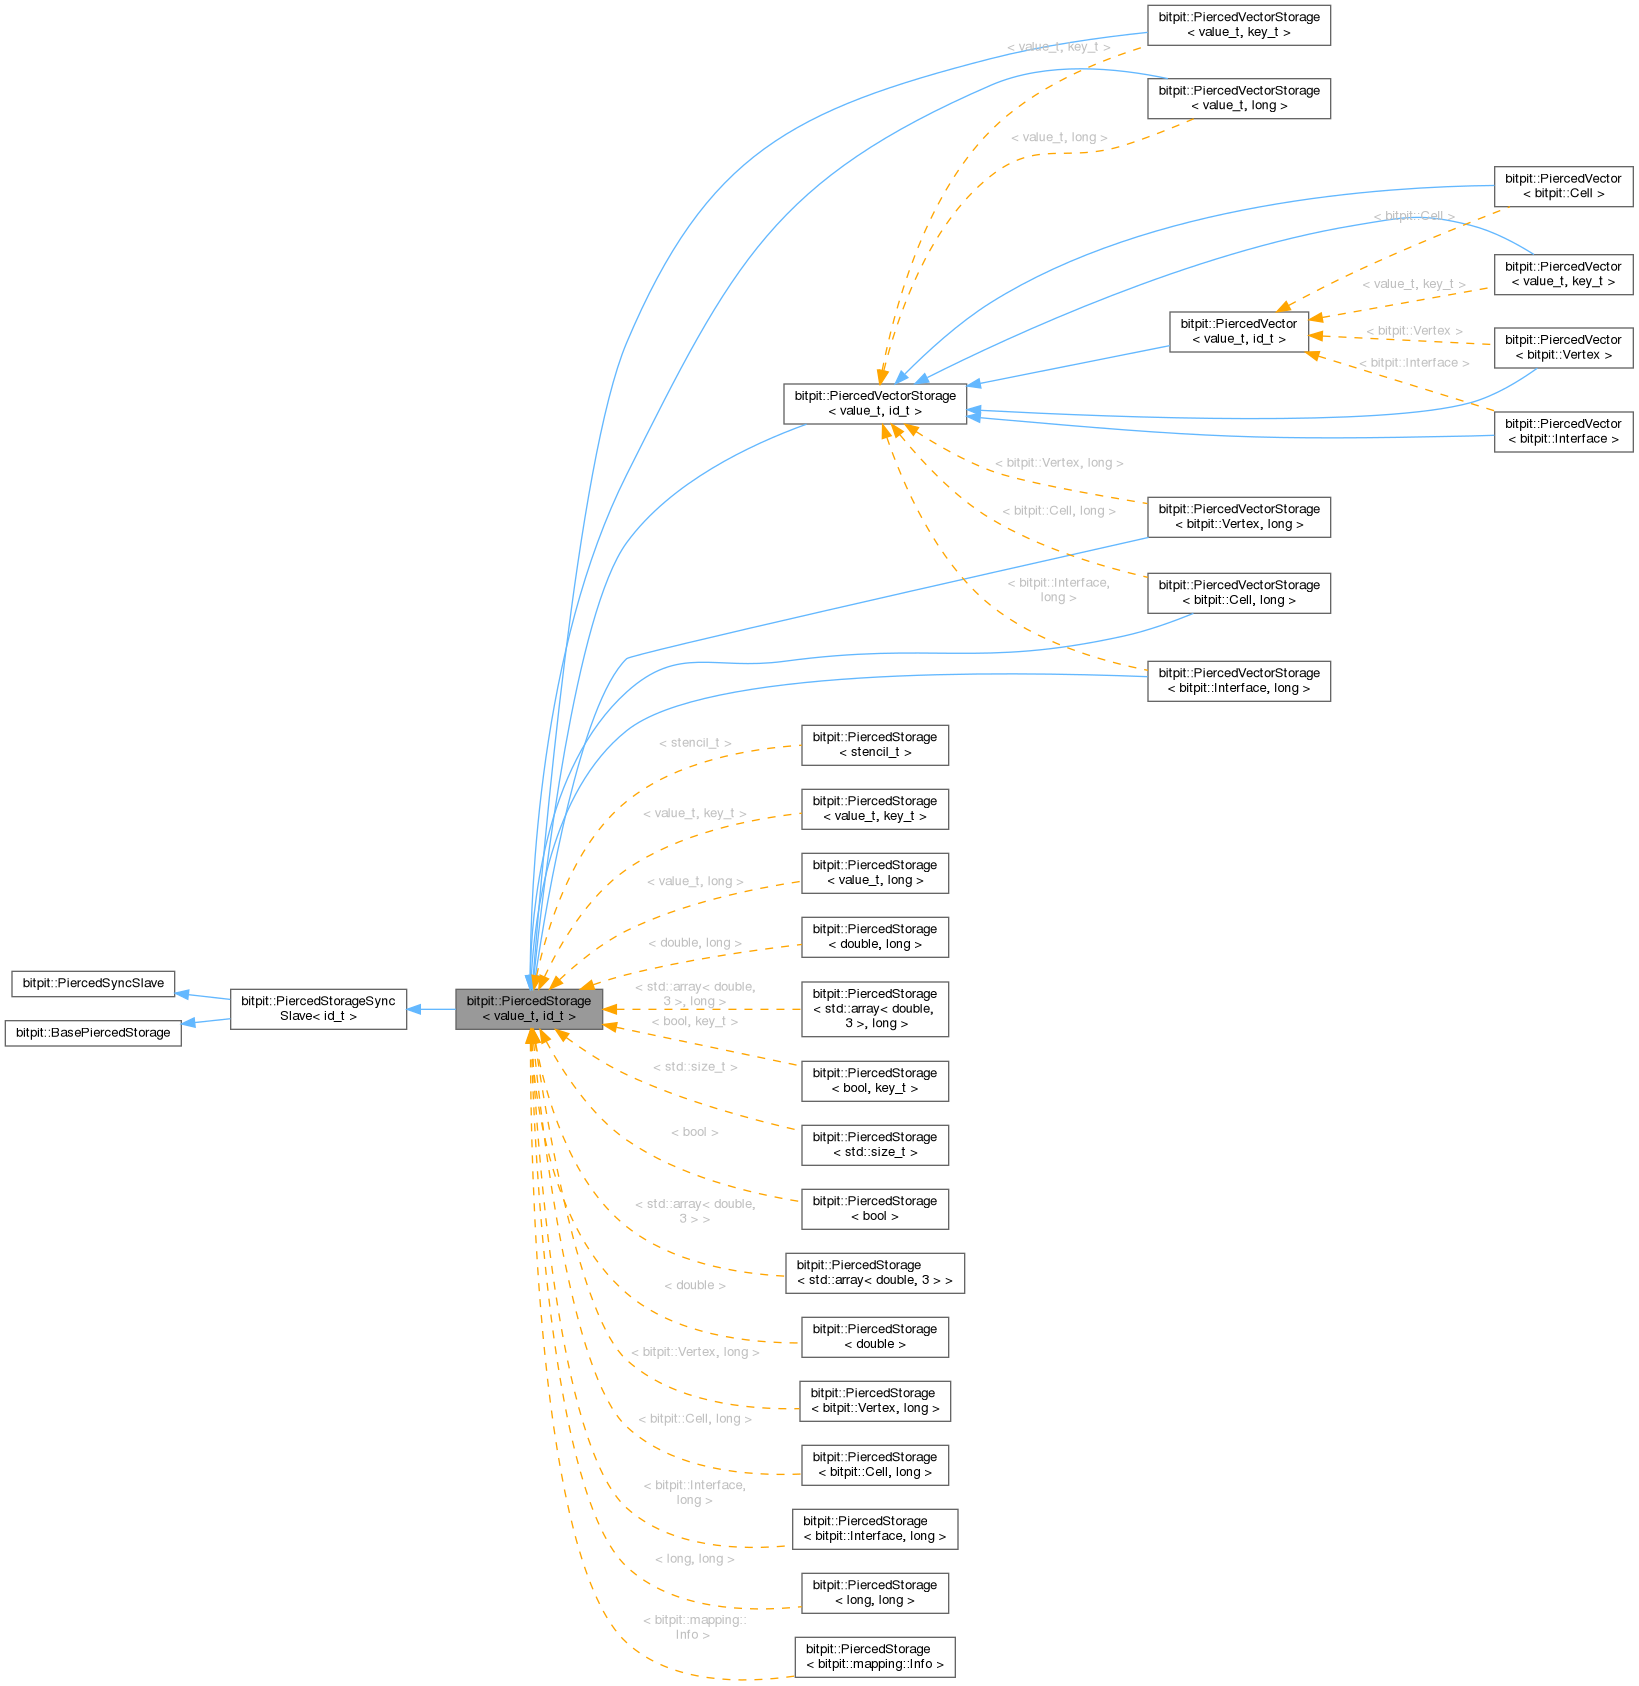 bitpit::PiercedVectorStorage
< value_t, key_t >
< value_t, key_t >
bitpit::PiercedVectorStorage
< value_t, long >
< value_t, long >
bitpit::PiercedVector
< bitpit::Cell >
< bitpit::Cell >
bitpit::PiercedVector
< value_t, key_t >
< value_t, key_t >
bitpit::PiercedVector
< value_t, id_t >
< bitpit::Vertex >
bitpit::PiercedVector
< bitpit::Vertex >
< bitpit::Interface >
bitpit::PiercedVectorStorage
< value_t, id_t >
bitpit::PiercedVector
< bitpit::Interface >
< bitpit::Vertex, long >
bitpit::PiercedVectorStorage
< bitpit::Vertex, long >
< bitpit::Cell, long >
bitpit::PiercedVectorStorage
< bitpit::Cell, long >
< bitpit::Interface,
long >
bitpit::PiercedVectorStorage
< bitpit::Interface, long >
< stencil_t >
bitpit::PiercedStorage
< stencil_t >
< value_t, key_t >
bitpit::PiercedStorage
< value_t, key_t >
< value_t, long >
bitpit::PiercedStorage
< value_t, long >
< double, long >
bitpit::PiercedStorage
< double, long >
bitpit::PiercedSyncSlave
bitpit::BasePiercedStorage
bitpit::PiercedStorageSync
Slave< id_t >
bitpit::PiercedStorage
< value_t, id_t >
< std::array< double,
3 >, long >
bitpit::PiercedStorage
< std::array< double,
3 >, long >
< bool, key_t >
bitpit::PiercedStorage
< bool, key_t >
< std::size_t >
bitpit::PiercedStorage
< std::size_t >
< bool >
bitpit::PiercedStorage
< bool >
< std::array< double,
3 > >
bitpit::PiercedStorage
< std::array< double, 3 > >
< double >
bitpit::PiercedStorage
< double >
< bitpit::Vertex, long >
bitpit::PiercedStorage
< bitpit::Vertex, long >
< bitpit::Cell, long >
bitpit::PiercedStorage
< bitpit::Cell, long >
< bitpit::Interface,
long >
bitpit::PiercedStorage
< bitpit::Interface, long >
< long, long >
bitpit::PiercedStorage
< long, long >
< bitpit::mapping::
Info >
bitpit::PiercedStorage
< bitpit::mapping::Info >